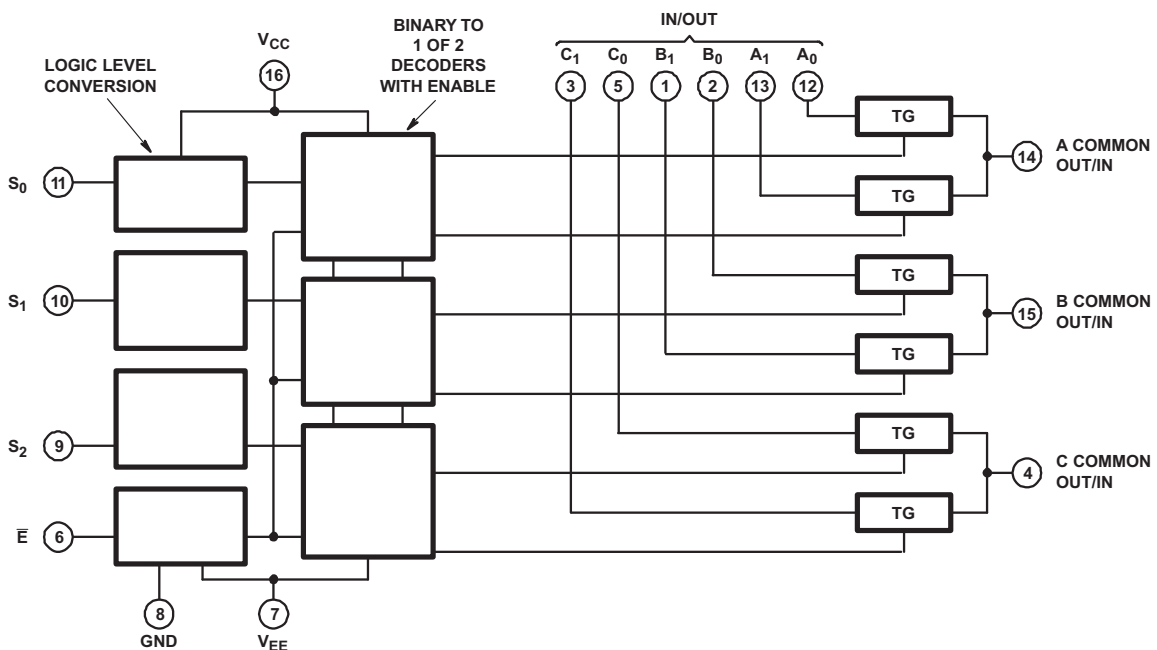 IN/OUT
BINARY TO
1 OF 2
DECODERS
WITH ENABLE
VCC
16
LOGIC LEVEL
CONVERSION
C1 C0 B1 B0 A1 A0
3 5 1 2 13 12
TG
14 A COMMON
OUT/IN
S0 11
TG
TG
S1 10
15 B COMMON
OUT/IN
TG
TG
S2 9
4 C COMMON
OUT/IN
TG
E̅ 6
8
GND
7
VEE